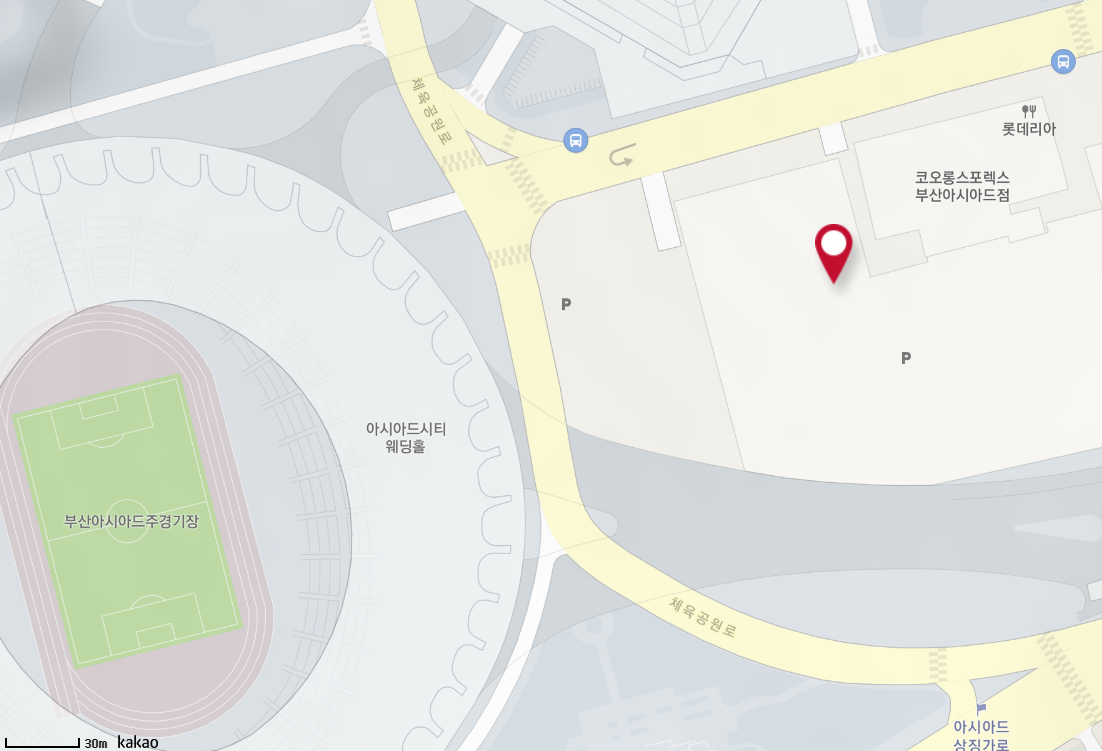 체육공원로
롯데리아
코오롱스포렉스
부산아시아드점
P
P
아시아드시티
웨딩홀
부산아시아드주경기장
체육공원로
아시아드
상징가로
30m kakao